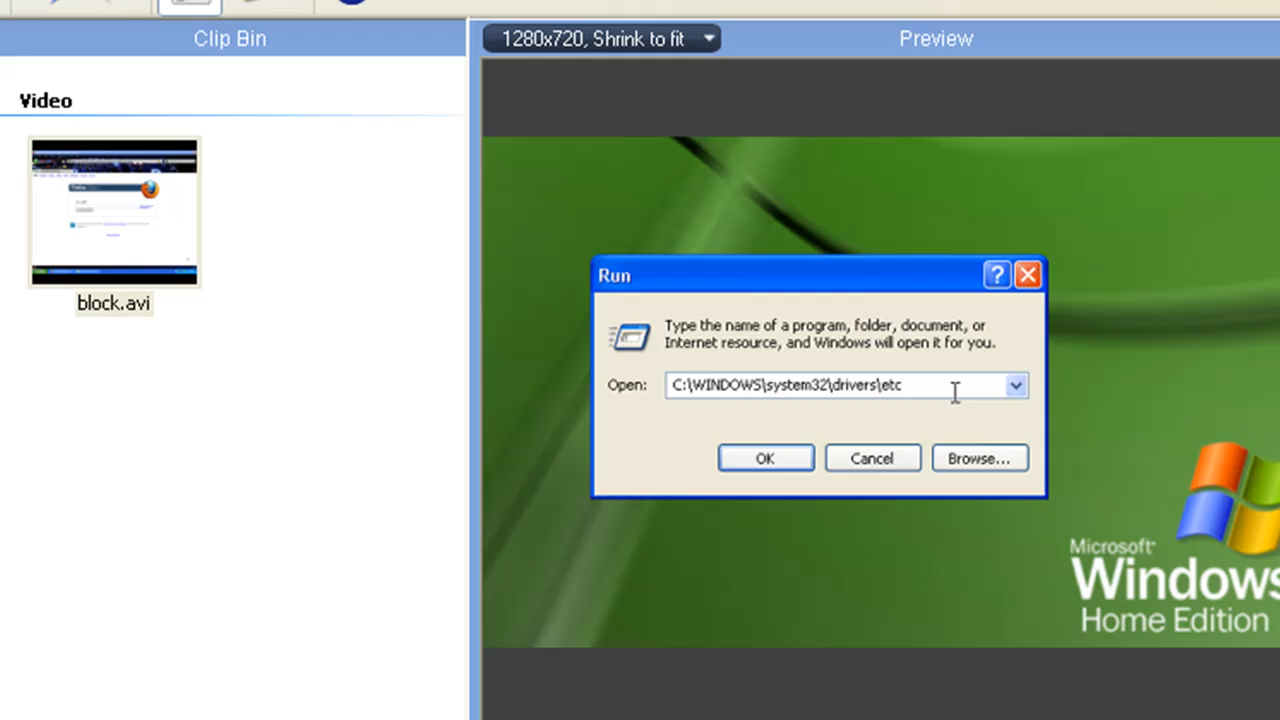 Clip Bin
1280x720, Shrink to fit
Preview
Video
block.avi
Run
Type the name of a program, folder, document, or
Internet resource, and Windows will open it for you.
Open:
C:\WINDOWS\system32\drivers\etc
OK
Cancel
Browse...
Microsoft
Windows
Home Edition